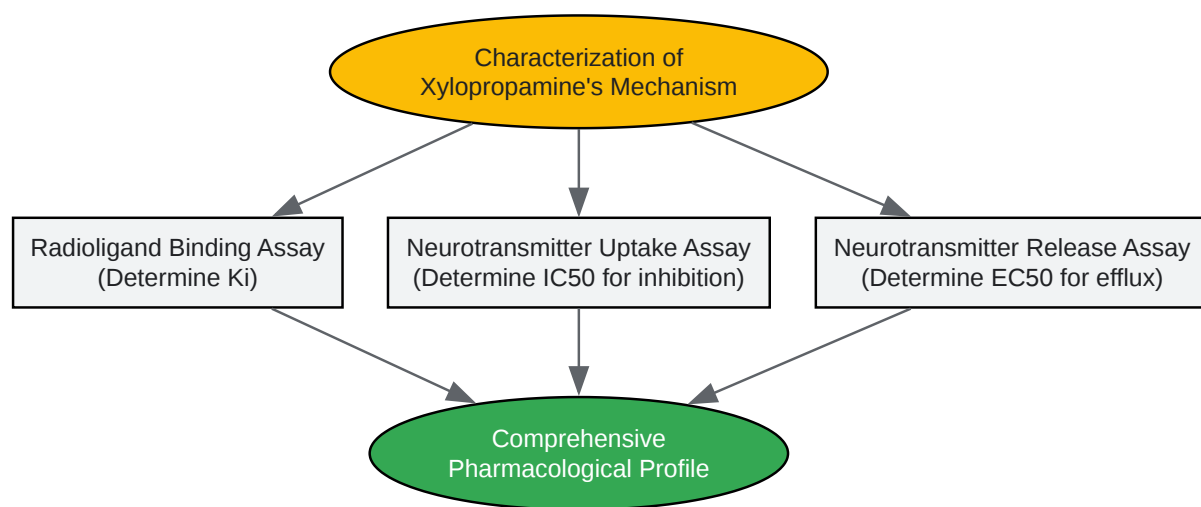 Characterization of
Xylopropamine's Mechanism
Radioligand Binding Assay
(Determine Ki)
Neurotransmitter Uptake Assay
(Determine IC50 for inhibition)
Neurotransmitter Release Assay
(Determine EC50 for efflux)
Comprehensive
Pharmacological Profile